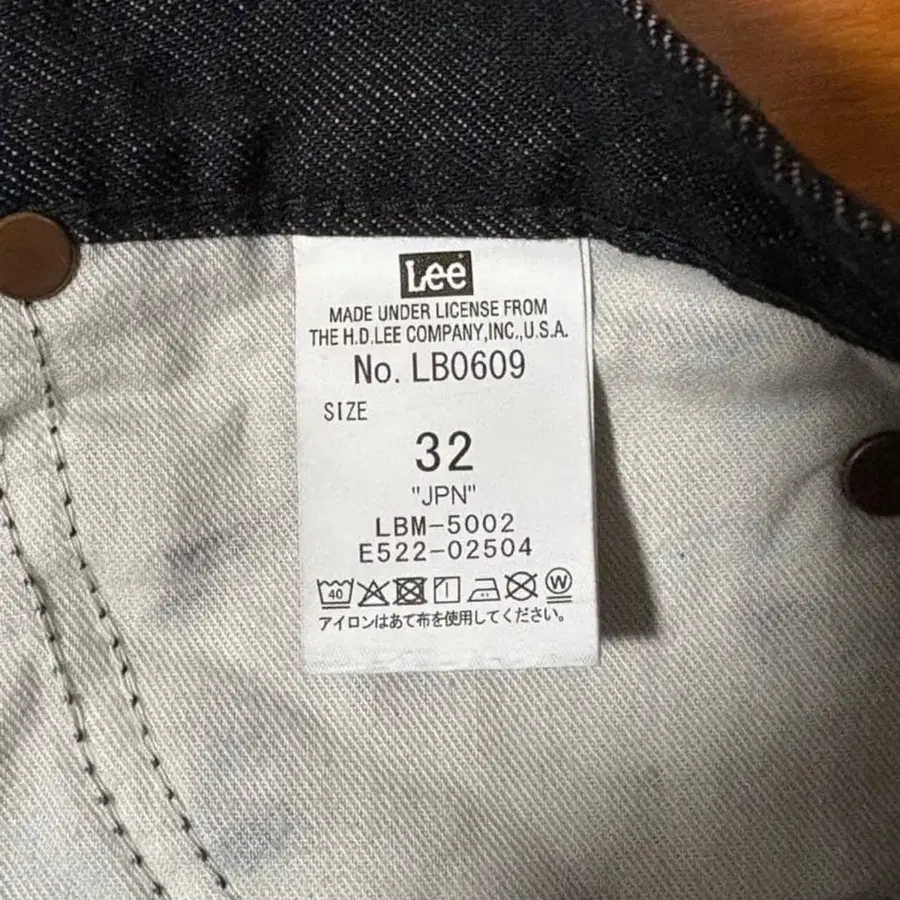 Lee
MADE UNDER LICENSE FROM
THE H.D.LEE COMPANY,INC.,U.S.A.
No. LB0609
SIZE
32
"JPN"
LBM-5002
E522-02504
40 W
アイロンはあて布を使用してください。